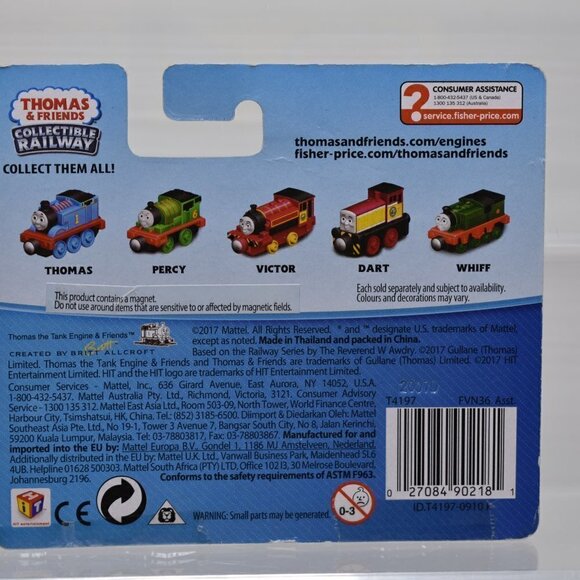 THOMAS
& FRIENDS
COLLECTIBLE
RAILWAY
COLLECT THEM ALL!
?
CONSUMER ASSISTANCE
1-800-432-5437 (US & Canada)
1300 135 312 (Australia)
service.fisher-price.com
thomasandfriends.com/engines
fisher-price.com/thomasandfriends
THOMAS
PERCY
VICTOR
DART
WHIFF
This product contains a magnet.
Do not use around items that are sensitive to or affected by magnetic fields.
Each sold separately and subject to availability.
Colours and decorations may vary.
Thomas the Tank Engine & Friends™
CREATED BY BRITT ALLCROFT
©2017 Mattel. All Rights Reserved. ® and ™ designate U.S. trademarks of Mattel,
except as noted. Made in Thailand and packed in China.
Based on the Railway Series by The Reverend W Awdry. ©2017 Gullane (Thomas)
Limited. Thomas the Tank Engine & Friends and Thomas & Friends are trademarks of Gullane (Thomas) Limited. ©2017 HIT
Entertainment Limited. HIT and the HIT logo are trademarks of HIT Entertainment Limited.
Consumer Services - Mattel, Inc., 636 Girard Avenue, East Aurora, NY 14052, U.S.A.
1-800-432-5437. Mattel Australia Pty. Ltd., Richmond, Victoria, 3121. Consumer Advisory
Service - 1300 135 312. Mattel East Asia Ltd., Room 503-09, North Tower, World Finance Centre,
Harbour City, Tsimshatsui, HK, China. Tel. (852) 3185-6500. Diimport & Diedarkan Oleh: Mattel
Southeast Asia Pte. Ltd., No 19-1, Tower 3 Avenue 7, Bangsar South City, No 8, Jalan Kerinchi,
59200 Kuala Lumpur, Malaysia. Tel: 03-78803817, Fax: 03-78803867. Manufactured for and
imported into the EU by: Mattel Europa B.V., Gondel 1, 1186 MJ Amstelveen, Nederland.
Additionally distributed in the EU by: Mattel U.K. Ltd., Vanwall Business Park, Maidenhead SL6
4UB. Helpline 01628 500303. Mattel South Africa (PTY) LTD, Office 102I3, 30 Melrose Boulevard,
Johannesburg 2196.
Conforms to the safety requirements of ASTM F963.
T4197
FVN36 Asst.
HIT
HIT entertainment
CE
WARNING: Small parts may be generated.
0-3
0 27084 90218 1
ID.T4197-0910